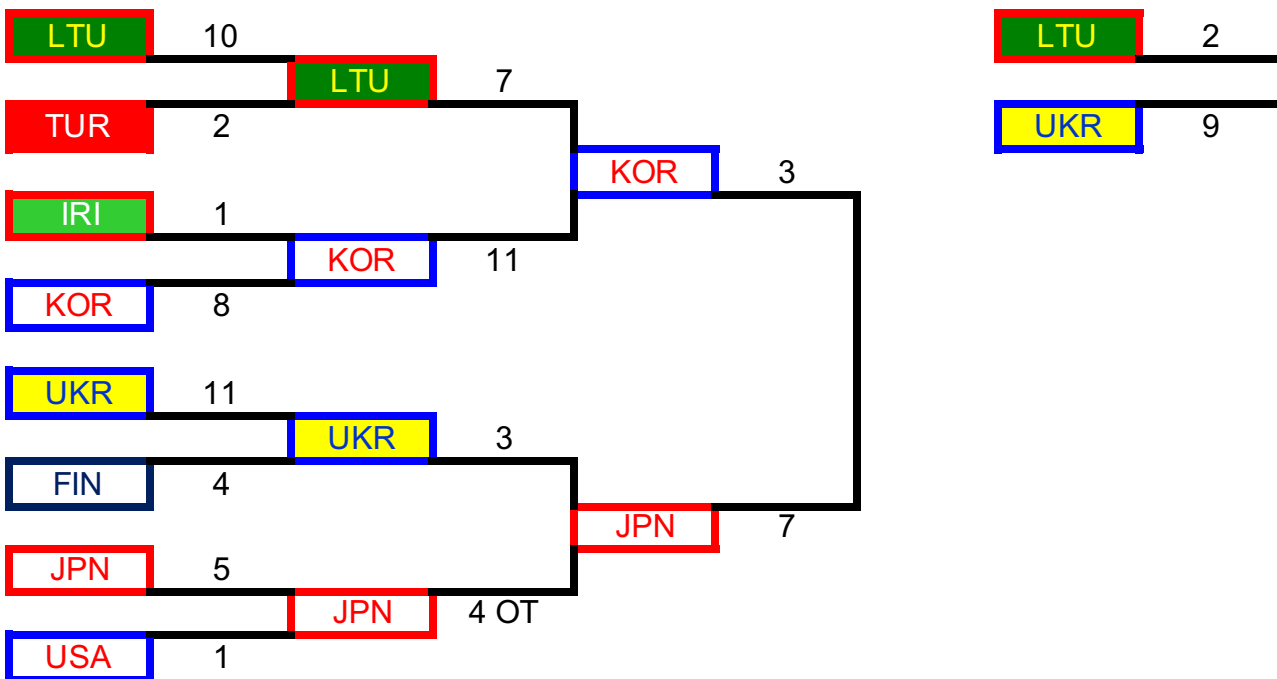 LTU 10
LTU 7
TUR 2
KOR 3
IRI 1
KOR 11
KOR 8
UKR 11
UKR 3
FIN 4
JPN 7
JPN 5
JPN 4 OT
USA 1
LTU 2
UKR 9